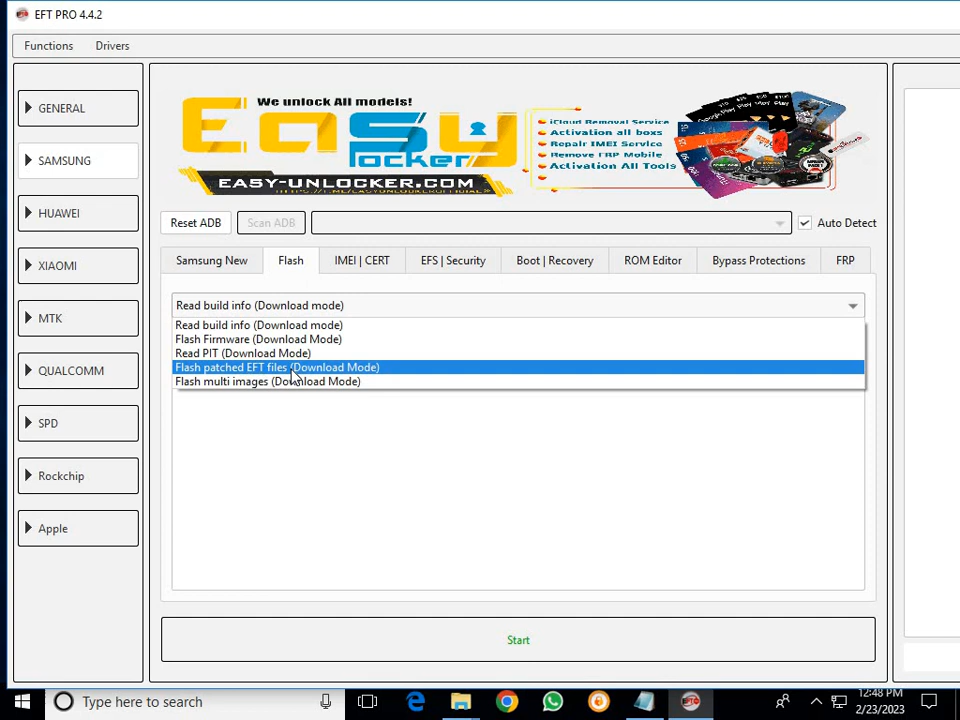 EFT PRO 4.4.2
Functions
Drivers
GENERAL
SAMSUNG
HUAWEI
XIAOMI
MTK
QUALCOMM
SPD
Rockchip
Apple
We unlock All models!
Easy
Unlocker
EASY-UNLOCKER.COM
iCloud Removal Service
Activation all boxs
Repair IMEI Service
Remove FRP Mobile
Activation All Tools
Reset ADB
Scan ADB
Auto Detect
Samsung New
Flash
IMEI | CERT
EFS | Security
Boot | Recovery
ROM Editor
Bypass Protections
FRP
Read build info (Download mode)
Read build info (Download mode)
Flash Firmware (Download Mode)
Read PIT (Download Mode)
Flash patched EFT files (Download Mode)
Flash multi images (Download Mode)
Start
Type here to search
12:48 PM
2/23/2023